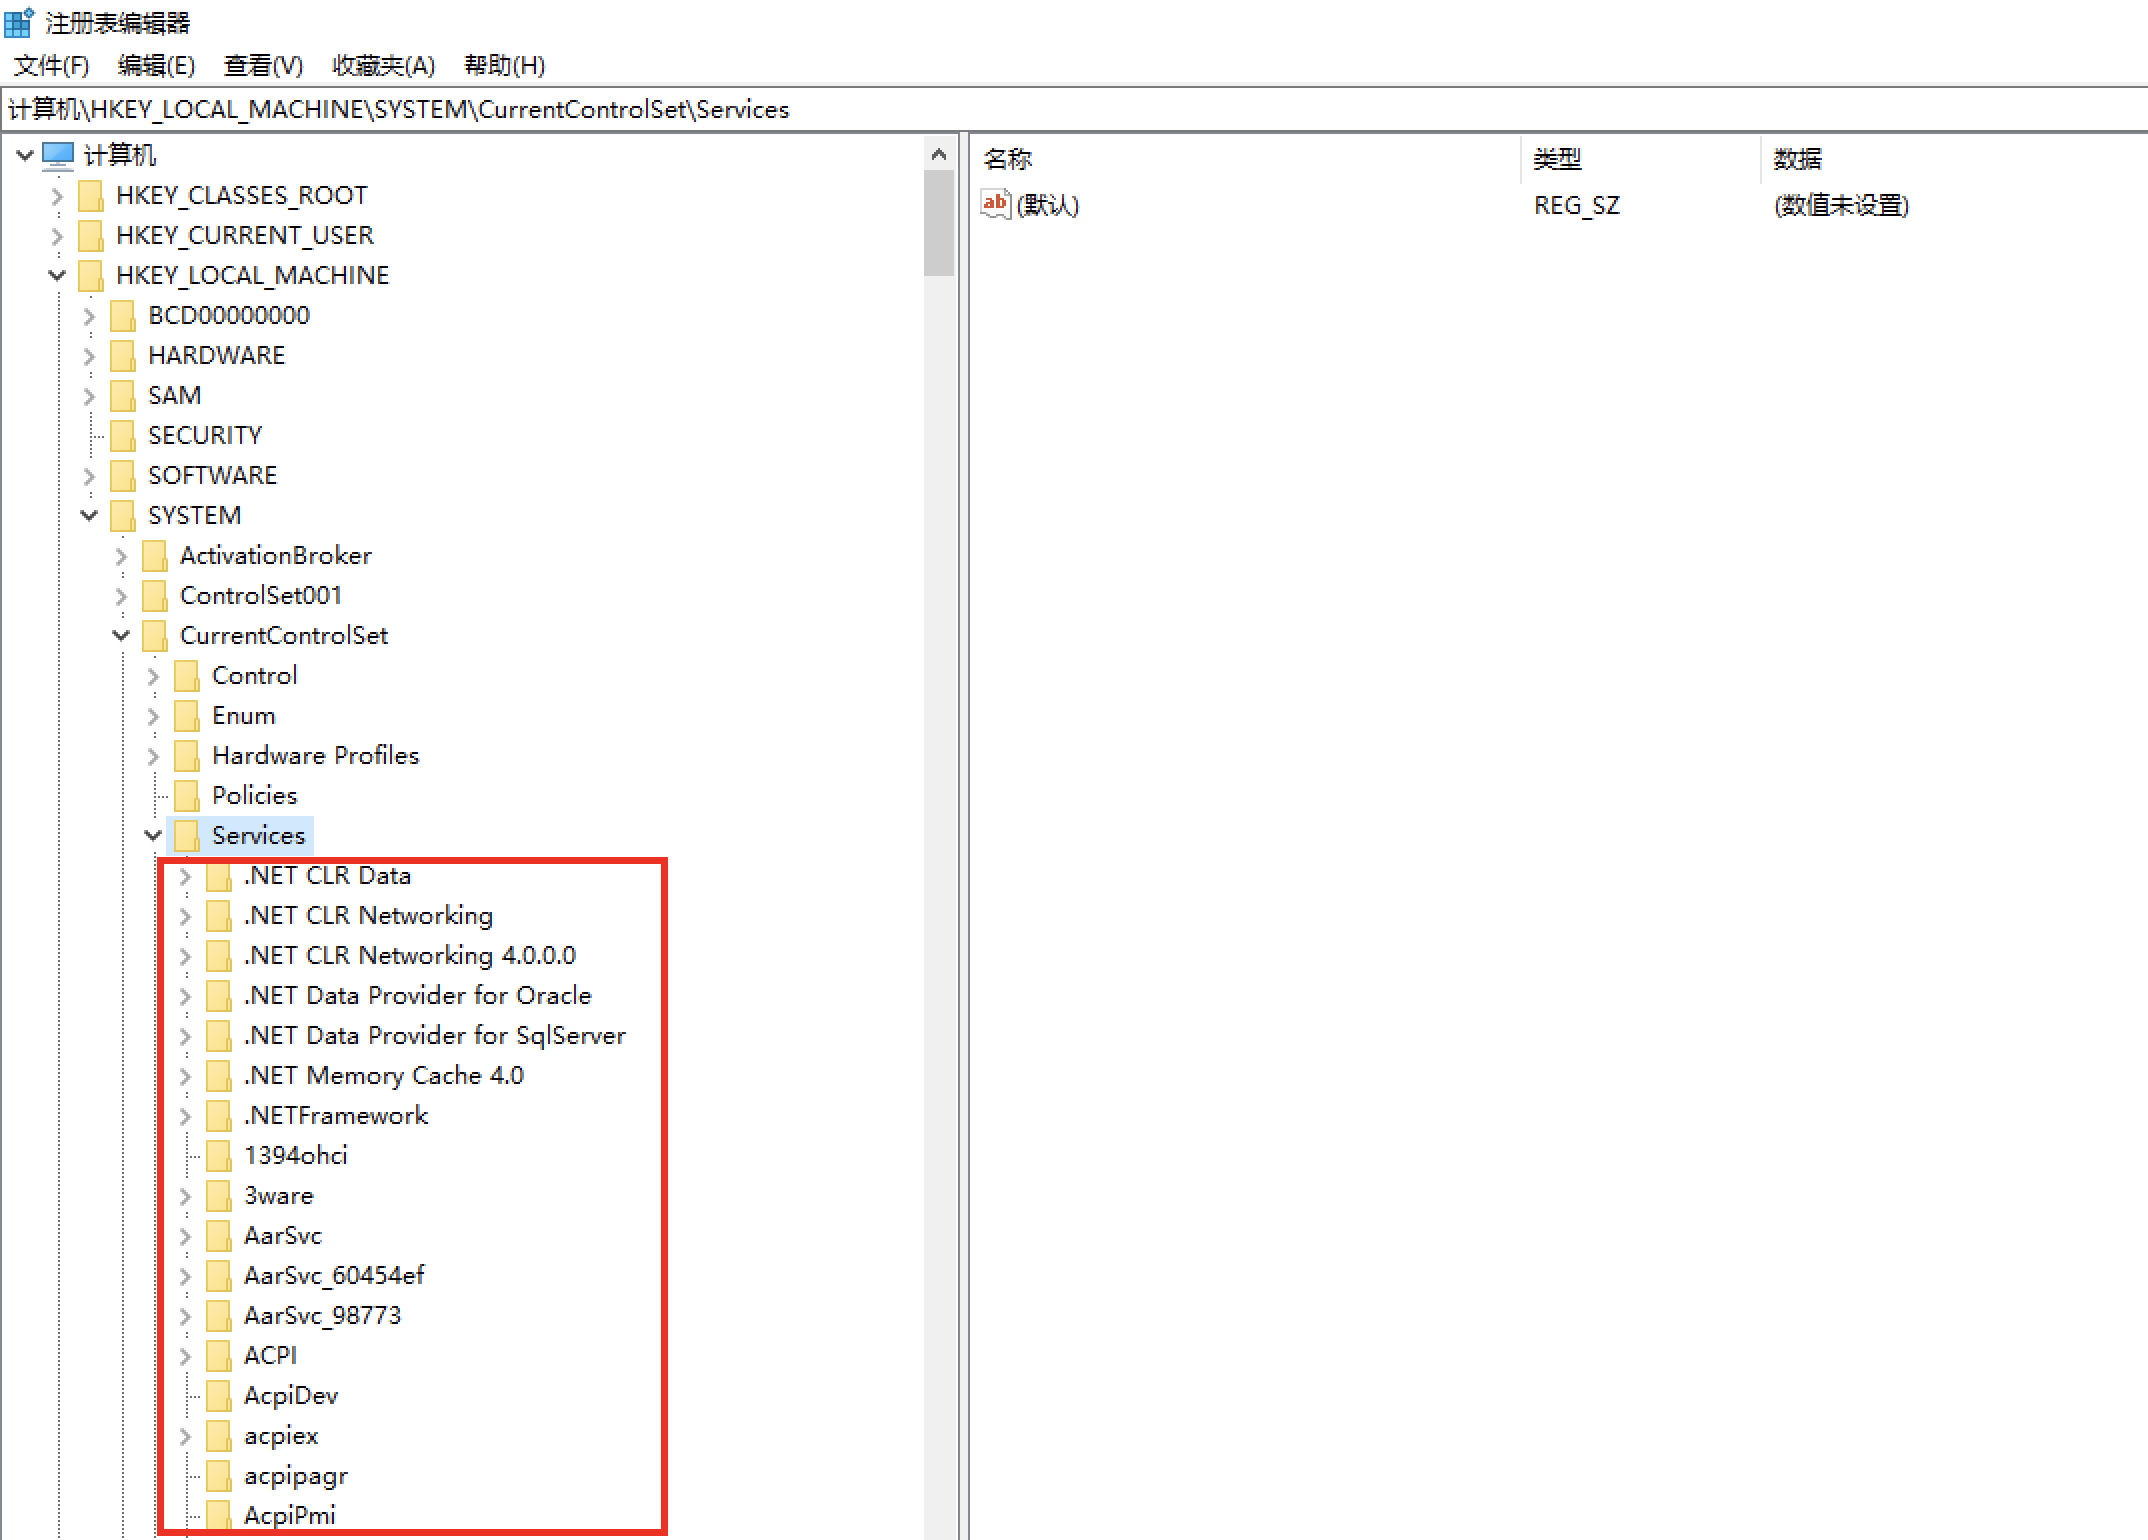 注册表编辑器
文件(F) 编辑(E) 查看(V) 收藏夹(A) 帮助(H)
计算机\HKEY_LOCAL_MACHINE\SYSTEM\CurrentControlSet\Services
计算机
HKEY_CLASSES_ROOT
HKEY_CURRENT_USER
HKEY_LOCAL_MACHINE
BCD00000000
HARDWARE
SAM
SECURITY
SOFTWARE
SYSTEM
ActivationBroker
ControlSet001
CurrentControlSet
Control
Enum
Hardware Profiles
Policies
Services
.NET CLR Data
.NET CLR Networking
.NET CLR Networking 4.0.0.0
.NET Data Provider for Oracle
.NET Data Provider for SqlServer
.NET Memory Cache 4.0
.NETFramework
1394ohci
3ware
AarSvc
AarSvc_60454ef
AarSvc_98773
ACPI
AcpiDev
acpiex
acpipagr
AcpiPmi
名称 类型 数据
ab (默认) REG_SZ (数值未设置)